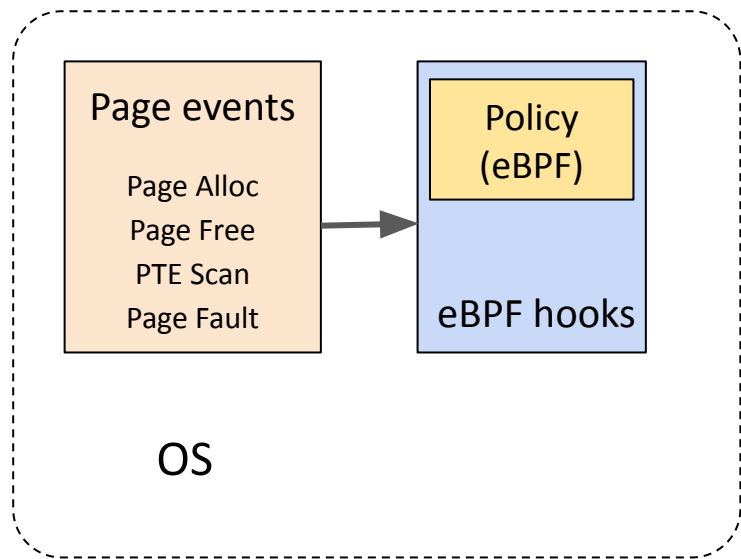 Page events
Page Alloc
Page Free
PTE Scan
Page Fault
Policy
(eBPF)
eBPF hooks
OS